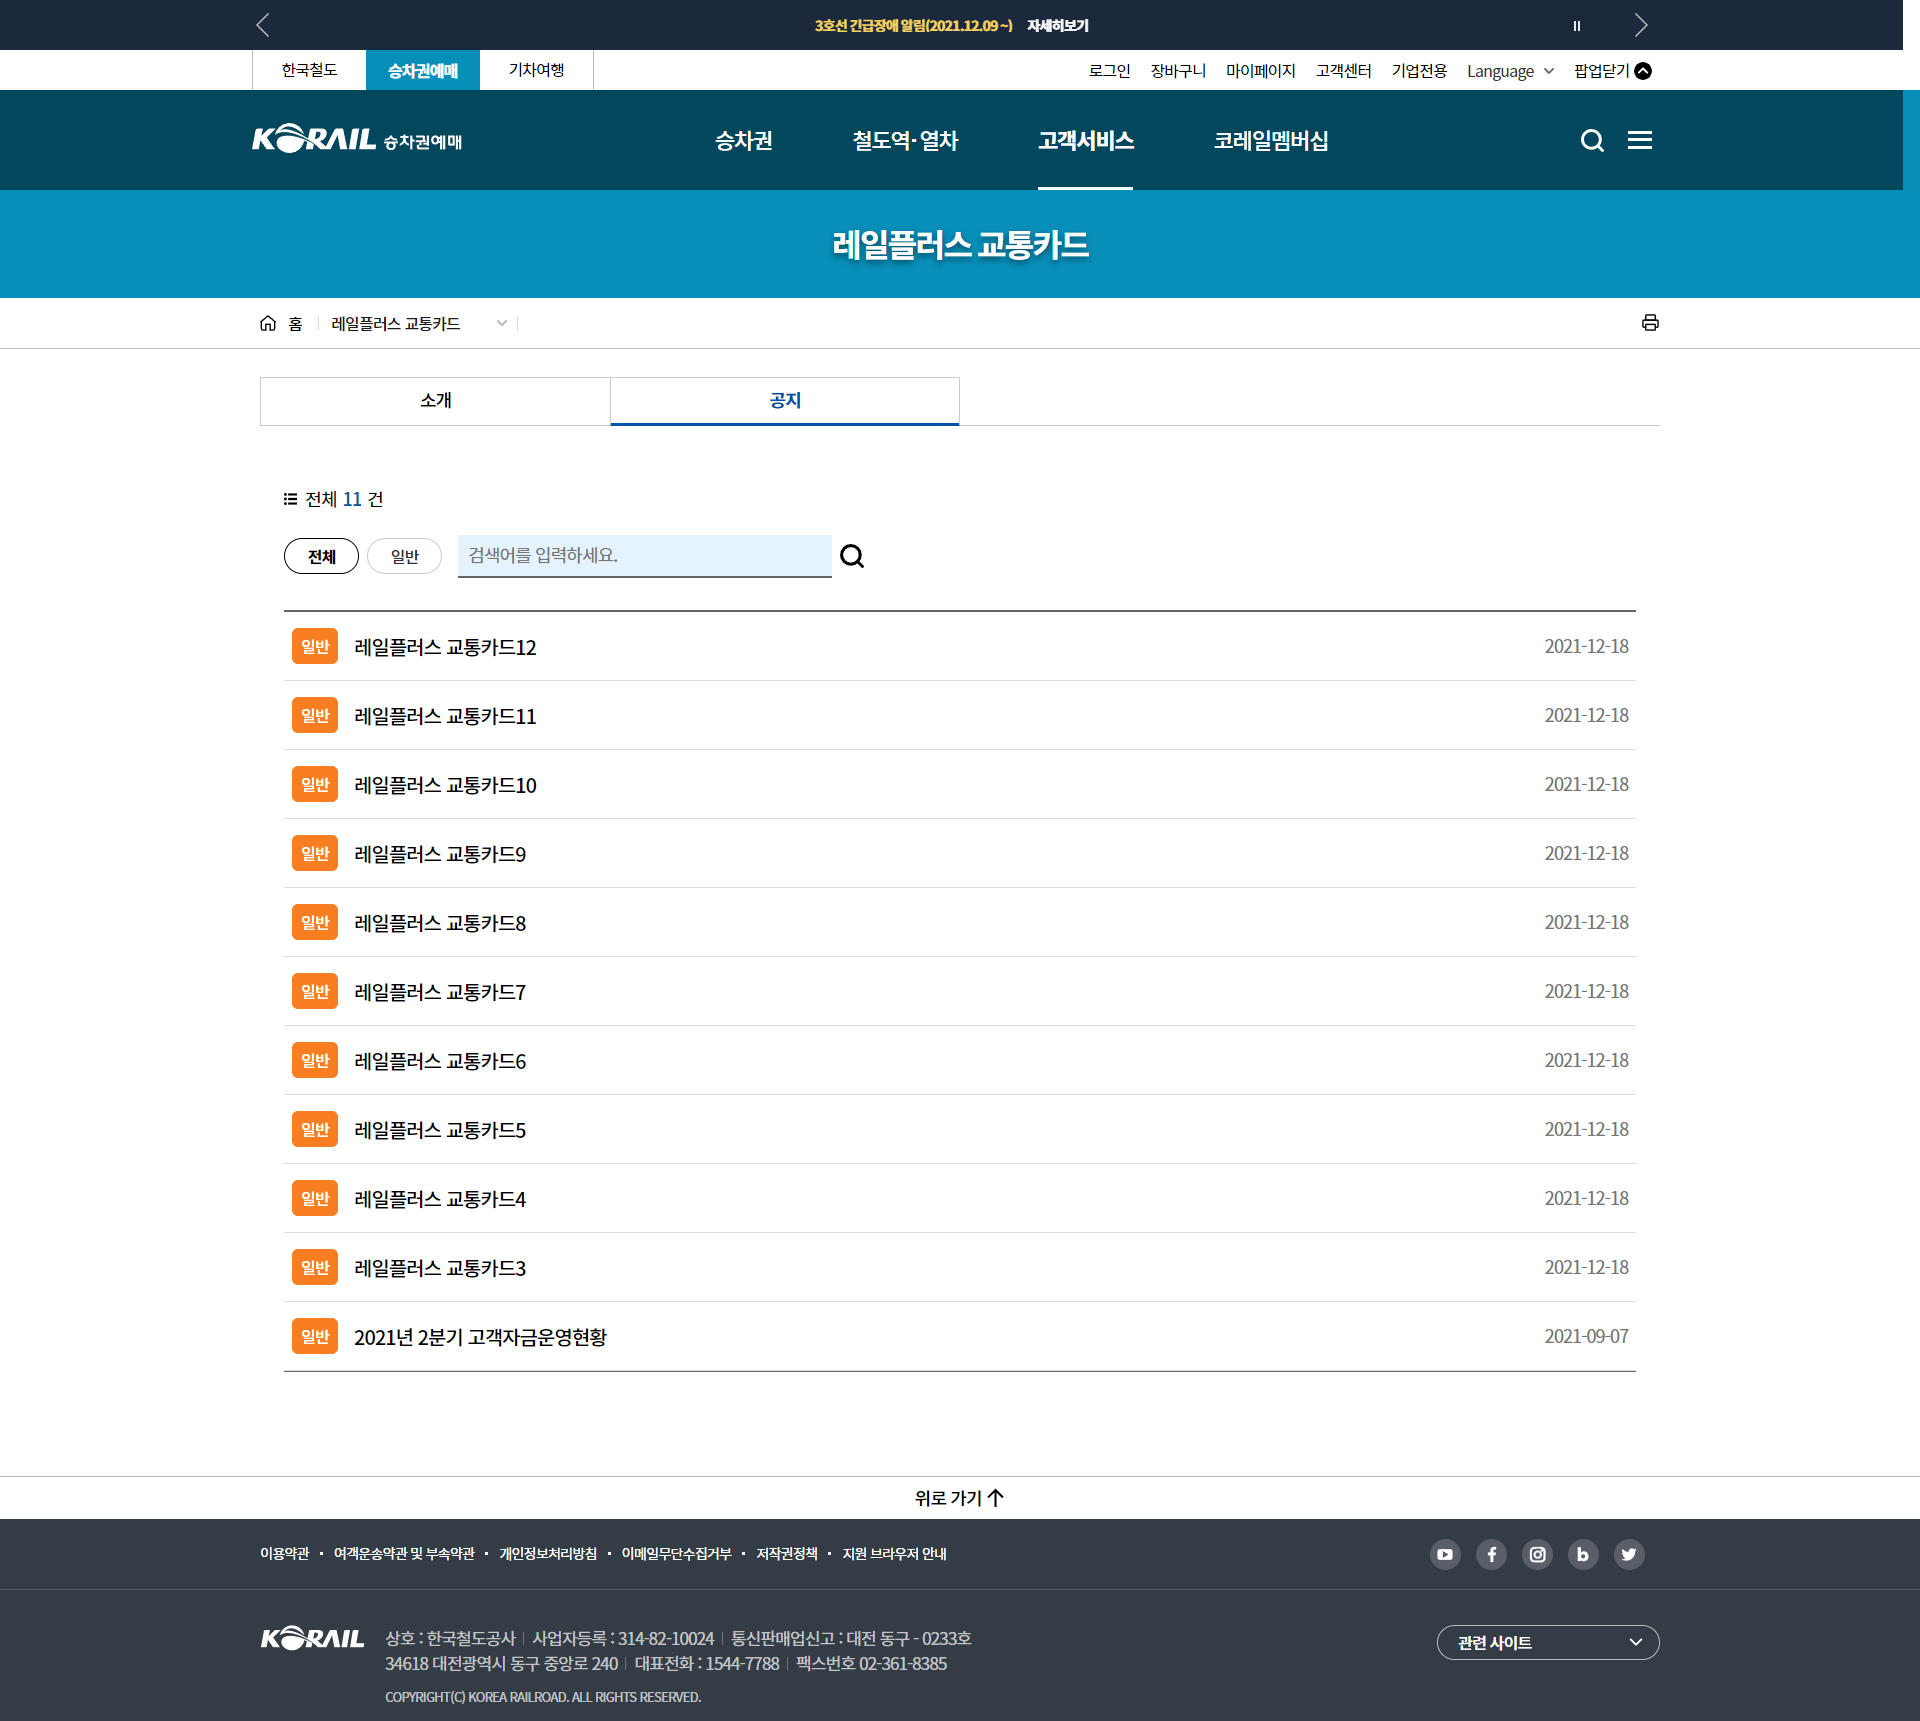 3호선 긴급장애 알림(2021.12.09 ~) 자세히보기
한국철도 승차권예매 기차여행
로그인 장바구니 마이페이지 고객센터 기업전용 Language 팝업닫기
KORAIL 승차권예매
승차권 철도역·열차 고객서비스 코레일멤버십
레일플러스 교통카드
홈 레일플러스 교통카드
소개 공지
전체 11 건
전체 일반 검색어를 입력하세요.
일반 레일플러스 교통카드12 2021-12-18
일반 레일플러스 교통카드11 2021-12-18
일반 레일플러스 교통카드10 2021-12-18
일반 레일플러스 교통카드9 2021-12-18
일반 레일플러스 교통카드8 2021-12-18
일반 레일플러스 교통카드7 2021-12-18
일반 레일플러스 교통카드6 2021-12-18
일반 레일플러스 교통카드5 2021-12-18
일반 레일플러스 교통카드4 2021-12-18
일반 레일플러스 교통카드3 2021-12-18
일반 2021년 2분기 고객자금운영현황 2021-09-07
위로 가기
이용약관 · 여객운송약관 및 부속약관 · 개인정보처리방침 · 이메일무단수집거부 · 저작권정책 · 지원 브라우저 안내
KORAIL
상호 : 한국철도공사 사업자등록 : 314-82-10024 통신판매업신고 : 대전 동구 - 0233호
34618 대전광역시 동구 중앙로 240 대표전화 : 1544-7788 팩스번호 02-361-8385
COPYRIGHT(C) KOREA RAILROAD. ALL RIGHTS RESERVED.
관련 사이트